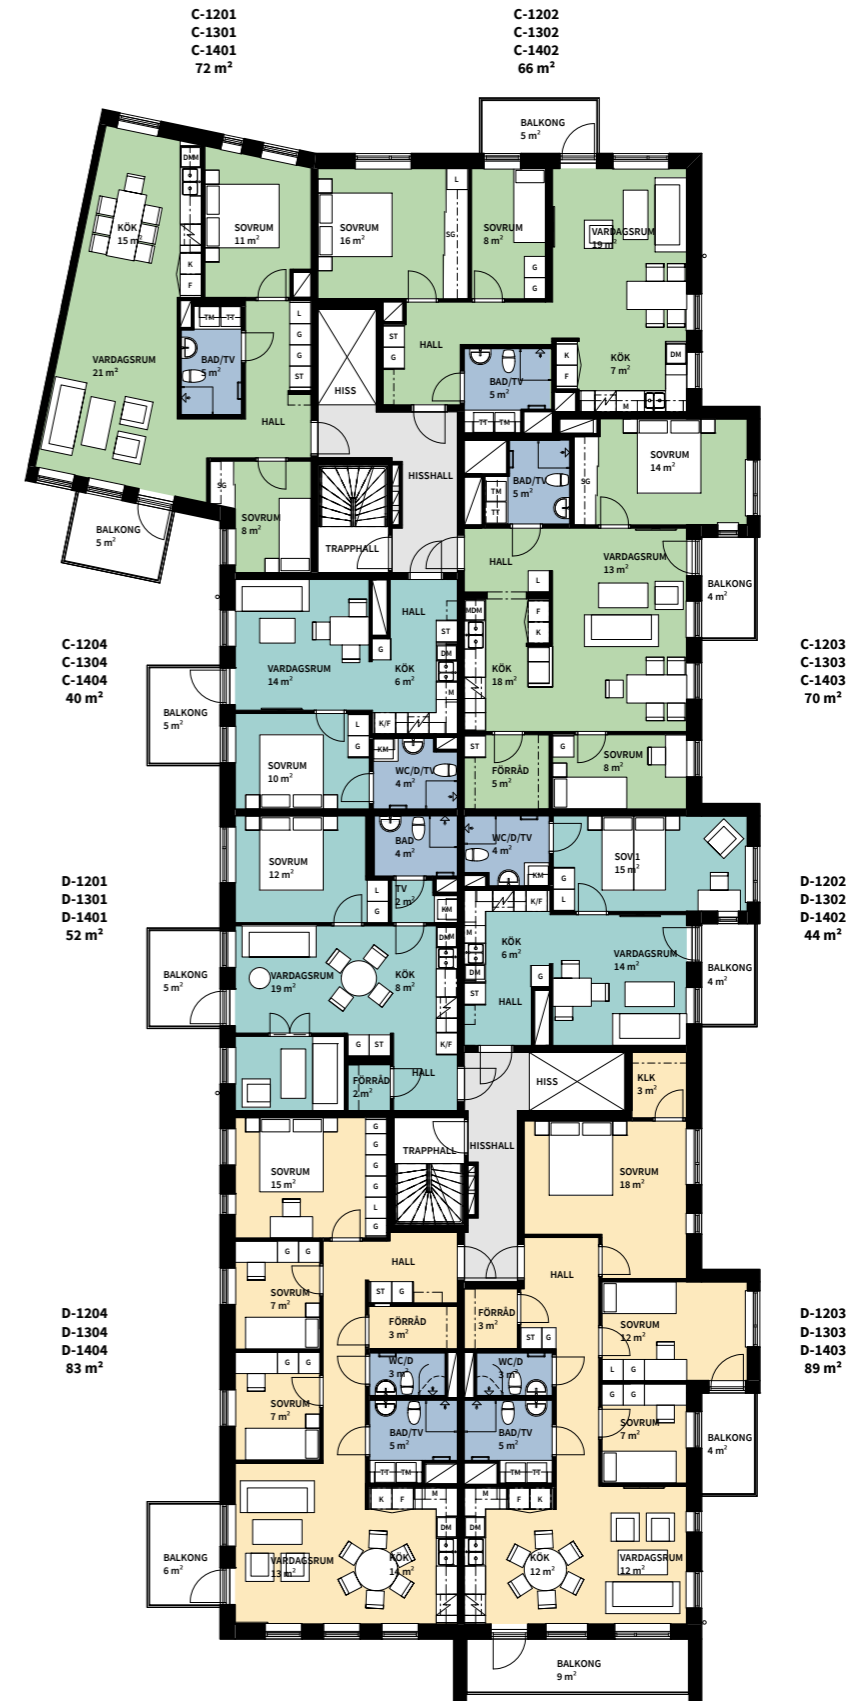 C-1201
C-1301
C-1401
72 m²
C-1202
C-1302
C-1402
66 m²
BALKONG
5 m²
DM M
KÖK
15 m²
K
F
SOVRUM
11 m²
SOVRUM
16 m²
L
SG
SOVRUM
8 m²
G
G
VARDAGSRUM
19 m²
TM TT
L
G
G
ST
VARDAGSRUM
21 m²
BAD/TV
5 m²
HALL
HISS
ST
G
HALL
BAD/TV
5 m²
TT TM
K
F
KÖK
7 m²
DM
M
SG
SOVRUM
8 m²
HISSHALL
TRAPPHALL
BALKONG
5 m²
TM
TT
BAD/TV
5 m²
SG
SOVRUM
14 m²
HALL
L
VARDAGSRUM
13 m²
BALKONG
4 m²
MDM
F
K
KÖK
18 m²
ST
FÖRRÅD
5 m²
G
SOVRUM
8 m²
C-1203
C-1303
C-1403
70 m²
C-1204
C-1304
C-1404
40 m²
BALKONG
5 m²
VARDAGSRUM
14 m²
G
HALL
ST
DM
KÖK
6 m²
M
K/F
L
G
SOVRUM
10 m²
KM
WC/D/TV
4 m²
D-1201
D-1301
D-1401
52 m²
SOVRUM
12 m²
BAD
4 m²
L
G
TV
2 m²
KM
BALKONG
5 m²
VARDAGSRUM
19 m²
KÖK
8 m²
DM M
G ST
K/F
FÖRRÅD
2 m²
HALL
WC/D/TV
4 m²
KM
G
L
SOV 1
15 m²
D-1202
D-1302
D-1402
44 m²
K/F
M
DM
ST
KÖK
6 m²
G
HALL
VARDAGSRUM
14 m²
BALKONG
4 m²
HISS
KLK
3 m²
HISSHALL
TRAPPHALL
SOVRUM
15 m²
G
G
G
G
L
G
SOVRUM
18 m²
HALL
HALL
G G
SOVRUM
7 m²
ST G
FÖRRÅD
3 m²
FÖRRÅD
3 m²
ST G
SOVRUM
12 m²
L G
D-1204
D-1304
D-1404
83 m²
D-1203
D-1303
D-1403
89 m²
G G
SOVRUM
7 m²
WC/D
3 m²
WC/D
3 m²
BAD/TV
5 m²
BAD/TV
5 m²
G G
SOVRUM
7 m²
BALKONG
4 m²
TT TM
TM TT
K F
M
DM
M
DM
F K
BALKONG
6 m²
VARDAGSRUM
13 m²
KÖK
14 m²
KÖK
12 m²
VARDAGSRUM
12 m²
BALKONG
9 m²